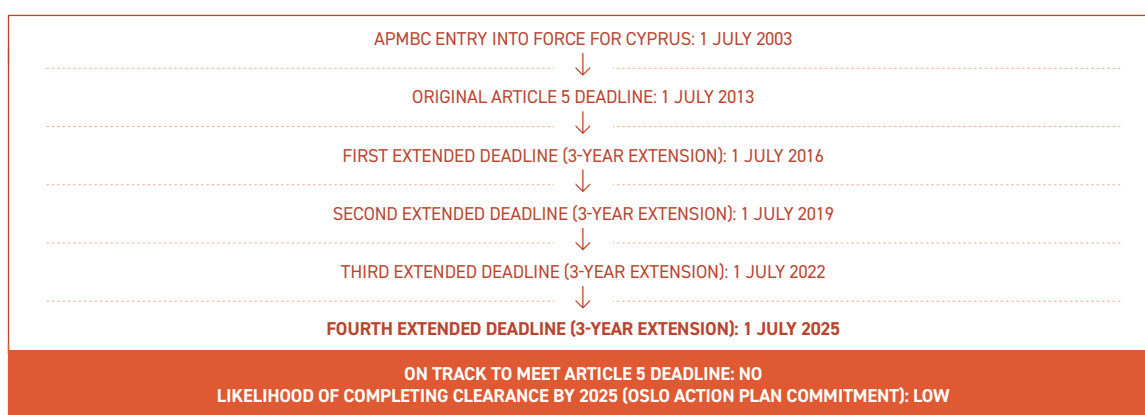 APMBC ENTRY INTO FORCE FOR CYPRUS: 1 JULY 2003
ORIGINAL ARTICLE 5 DEADLINE: 1 JULY 2013
FIRST EXTENDED DEADLINE (3-YEAR EXTENSION): 1 JULY 2016
SECOND EXTENDED DEADLINE (3-YEAR EXTENSION): 1 JULY 2019
THIRD EXTENDED DEADLINE (3-YEAR EXTENSION): 1 JULY 2022
FOURTH EXTENDED DEADLINE (3-YEAR EXTENSION): 1 JULY 2025
ON TRACK TO MEET ARTICLE 5 DEADLINE: NO
LIKELIHOOD OF COMPLETING CLEARANCE BY 2025 (OSLO ACTION PLAN COMMITMENT): LOW